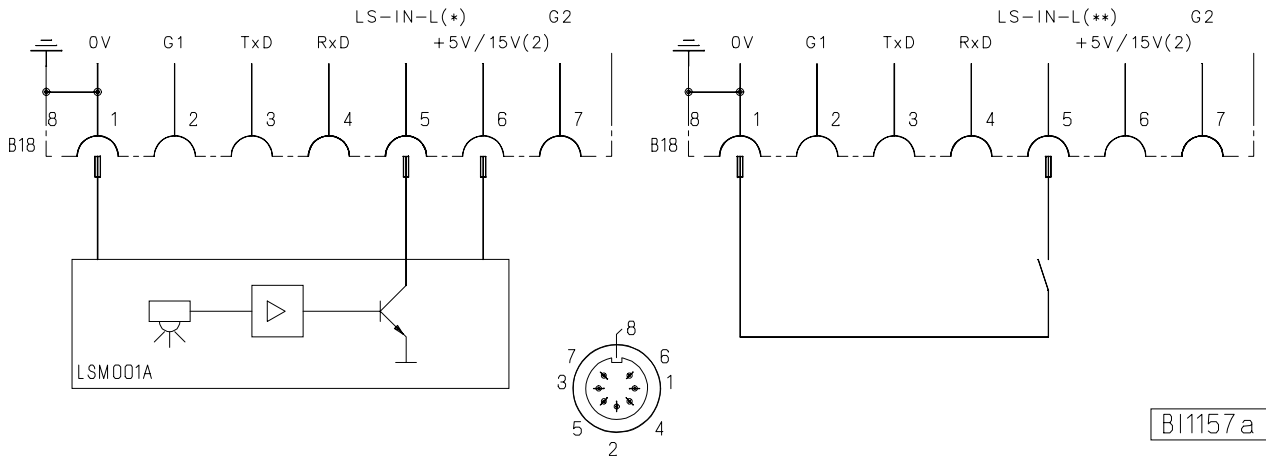 LS-IN-L(*) G2
0V G1 TxD RxD +5V/15V(2)
8 1 2 3 4 5 6 7
B18
LSM001A
LS-IN-L(**) G2
0V G1 TxD RxD +5V/15V(2)
8 1 2 3 4 5 6 7
B18
8
7 6
3 1
5 4
2
BI1157a